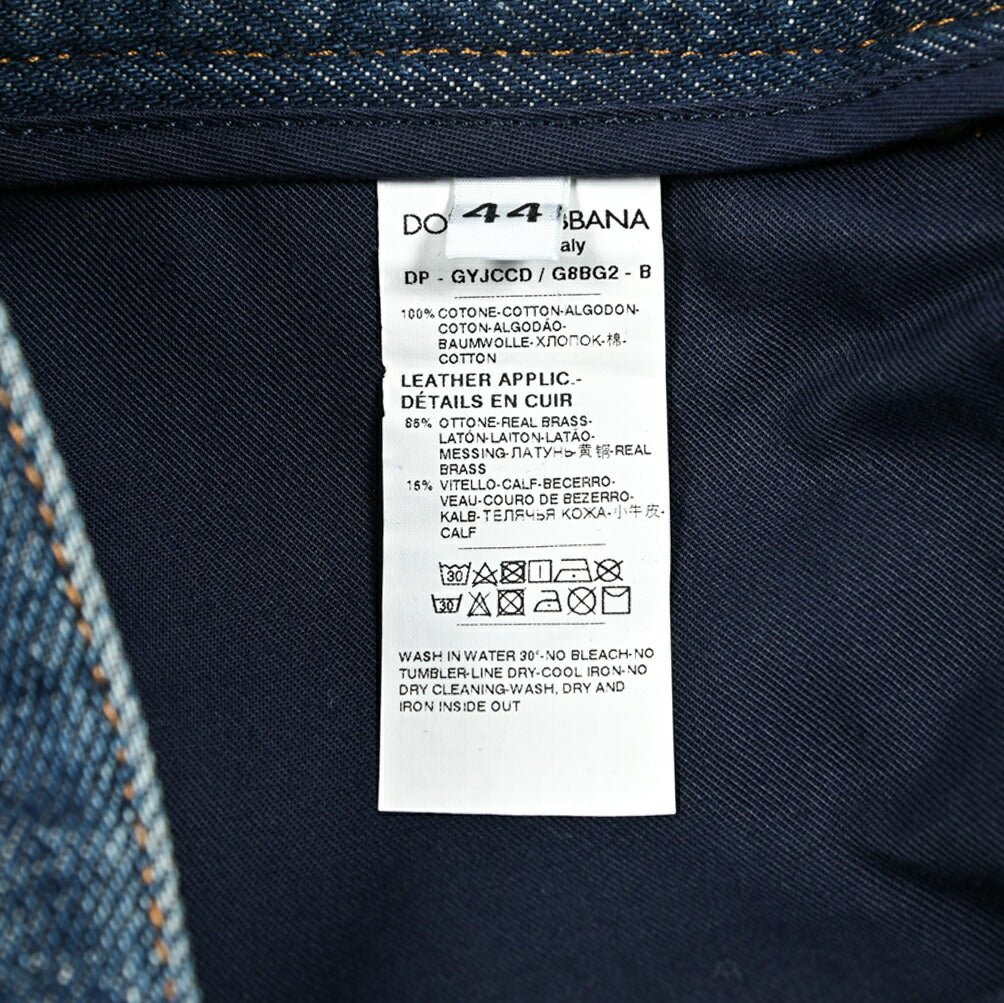 44
DO BBANA
aly
DP - GYJCCD / G8BG2 - B
100% COTONE-COTTON-ALGODON-
COTON-ALGODÃO-
BAUMWOLLE-ХЛОПОК-棉-
COTTON
LEATHER APPLIC.-
DÉTAILS EN CUIR
85% OTTONE-REAL BRASS-
LATÓN-LAITON-LATÃO-
MESSING-ЛАТУНЬ-黄铜-REAL
BRASS
15% VITELLO-CALF-BECERRO-
VEAU-COURO DE BEZERRO-
KALB-ТЕЛЯЧЬЯ КОЖА-小牛皮-
CALF
30
30
WASH IN WATER 30°-NO BLEACH-NO
TUMBLER-LINE DRY-COOL IRON-NO
DRY CLEANING-WASH, DRY AND
IRON INSIDE OUT